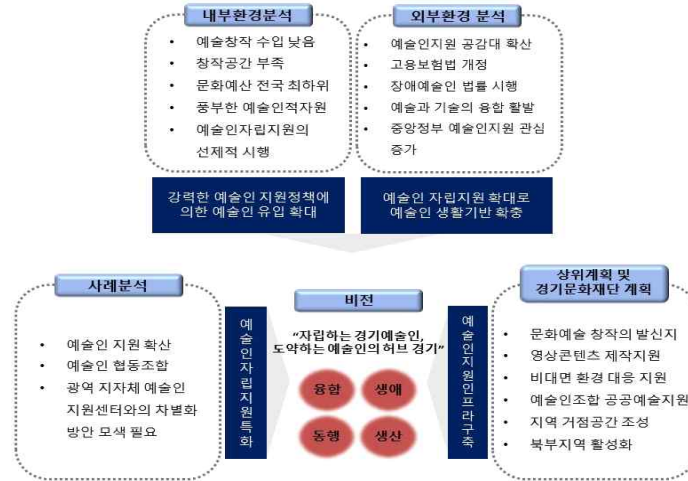 내부환경분석
• 예술창작 수입 낮음
• 창작공간 부족
• 문화예산 전국 최하위
• 풍부한 예술인적자원
• 예술인자립지원의
선제적 시행
외부환경 분석
• 예술인지원 공감대 확산
• 고용보험법 개정
• 장애예술인 법률 시행
• 예술과 기술의 융합 활발
• 중앙정부 예술인지원 관심
증가
강력한 예술인 지원정책에
의한 예술인 유입 확대
예술인 자립지원 확대로
예술인 생활기반 확충
사례분석
• 예술인 지원 확산
• 예술인 협동조합
• 광역 지자체 예술인
지원센터와의 차별화
방안 모색 필요
예술인자립지원특화
비전
“자립하는 경기예술인,
도약하는 예술인의 허브 경기”
융합
생애
동행
생산
예술인지원인프라구축
상위계획 및
경기문화재단 계획
• 문화예술 창작의 발신지
• 영상콘텐츠 제작지원
• 비대면 환경 대응 지원
• 예술인조합 공공예술지원
• 지역 거점공간 조성
• 북부지역 활성화